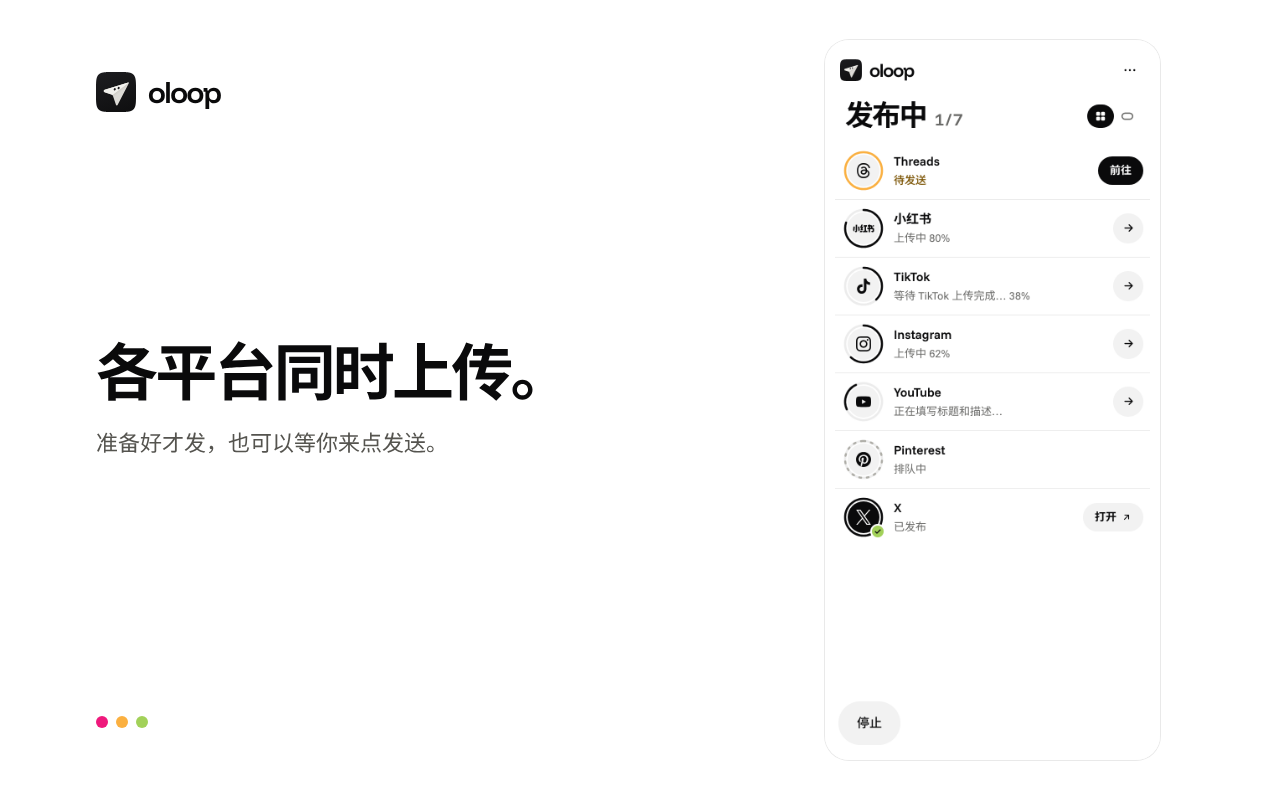 oloop
各平台同时上传。
准备好才发，也可以等你来点发送。
oloop
发布中 1/7
Threads
待发送
前往
小红书
小红书
上传中 80%
TikTok
等待 TikTok 上传完成... 38%
Instagram
上传中 62%
YouTube
正在填写标题和描述...
Pinterest
排队中
X
已发布
打开
停止